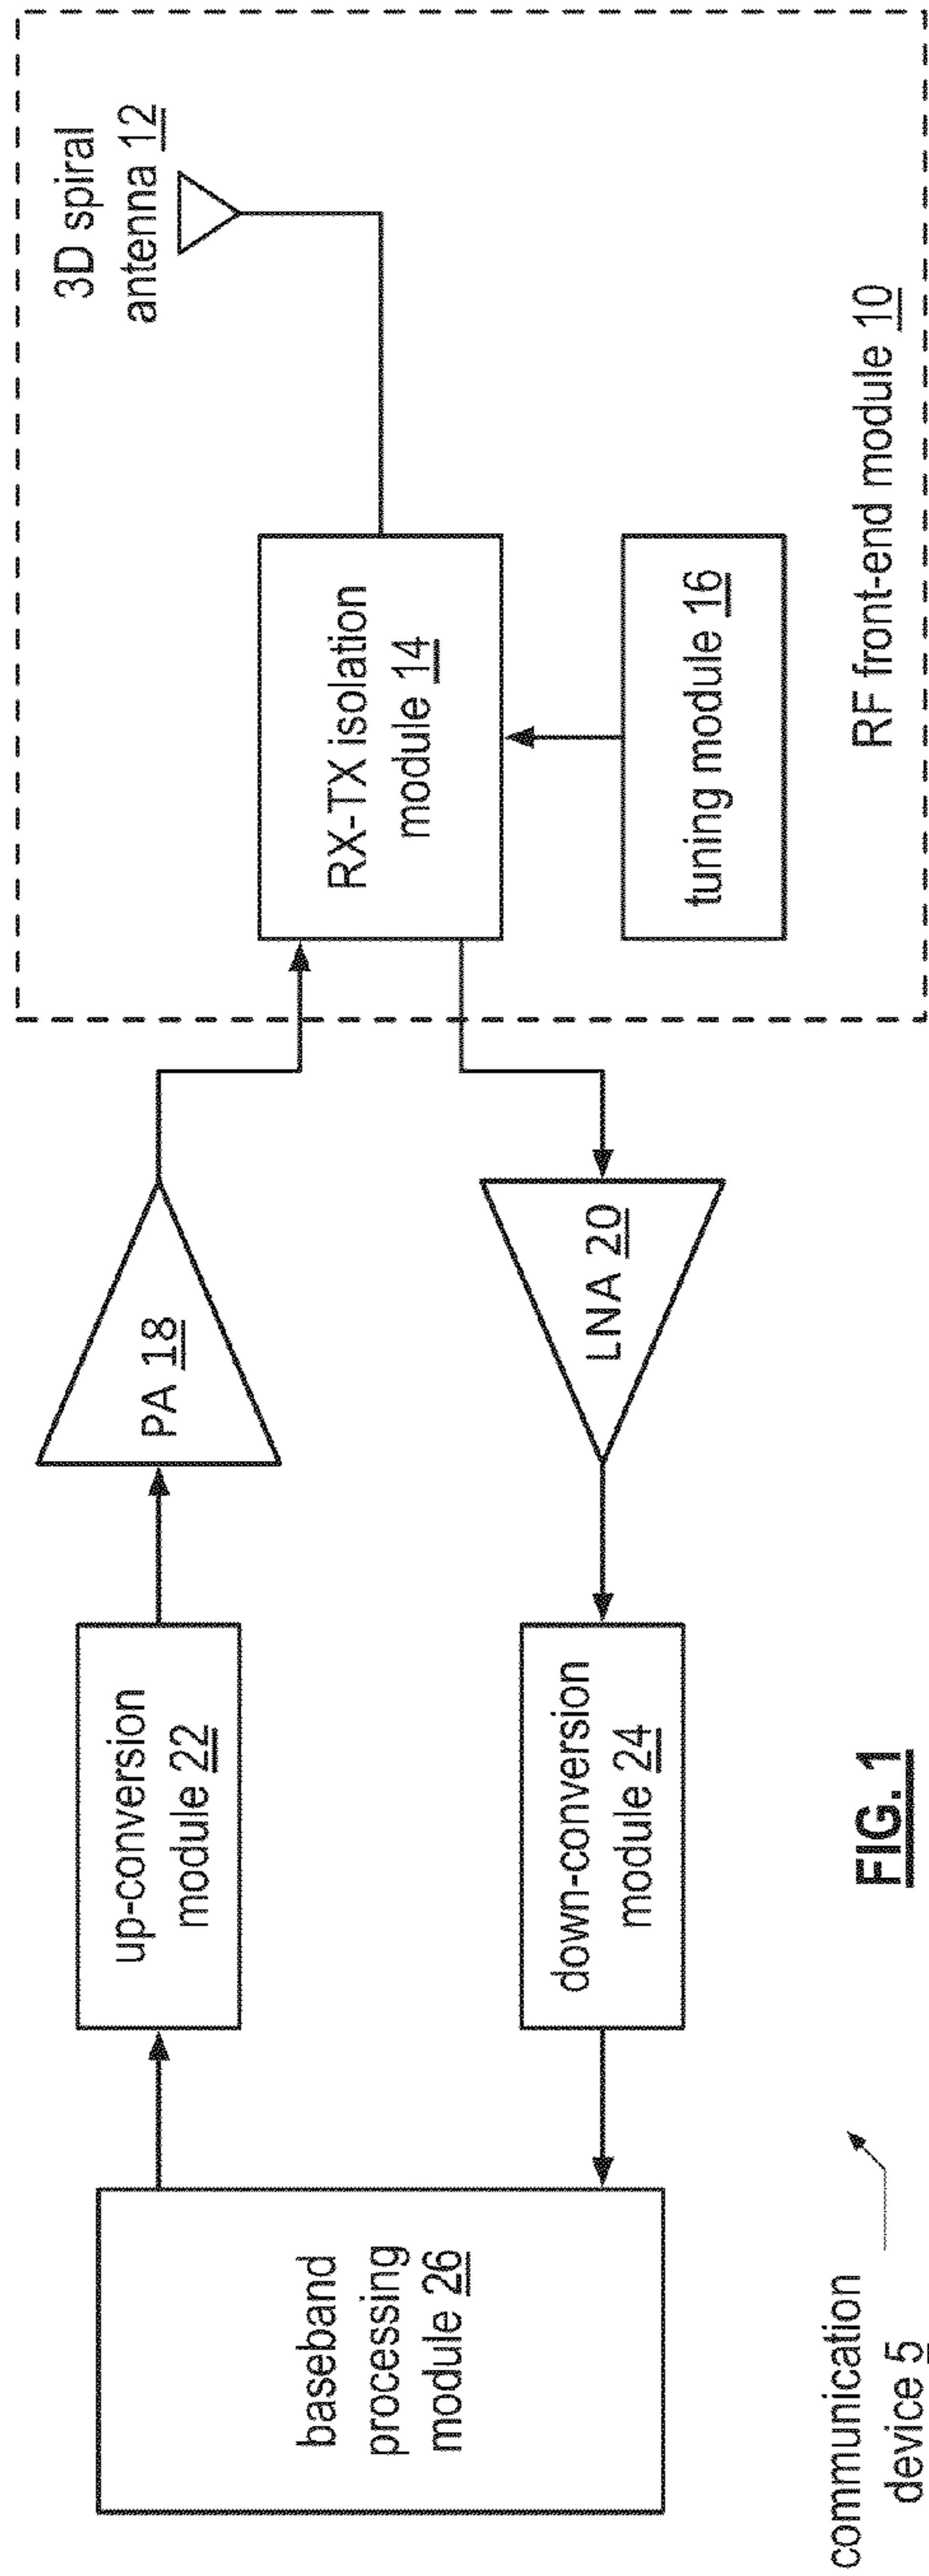 baseband
processing
module 26
up-conversion
module 22
PA 18
down-conversion
module 24
LNA 20
RX-TX isolation
module 14
tuning module 16
3D spiral
antenna 12
RF front-end module 10
communication
device 5
FIG. 1